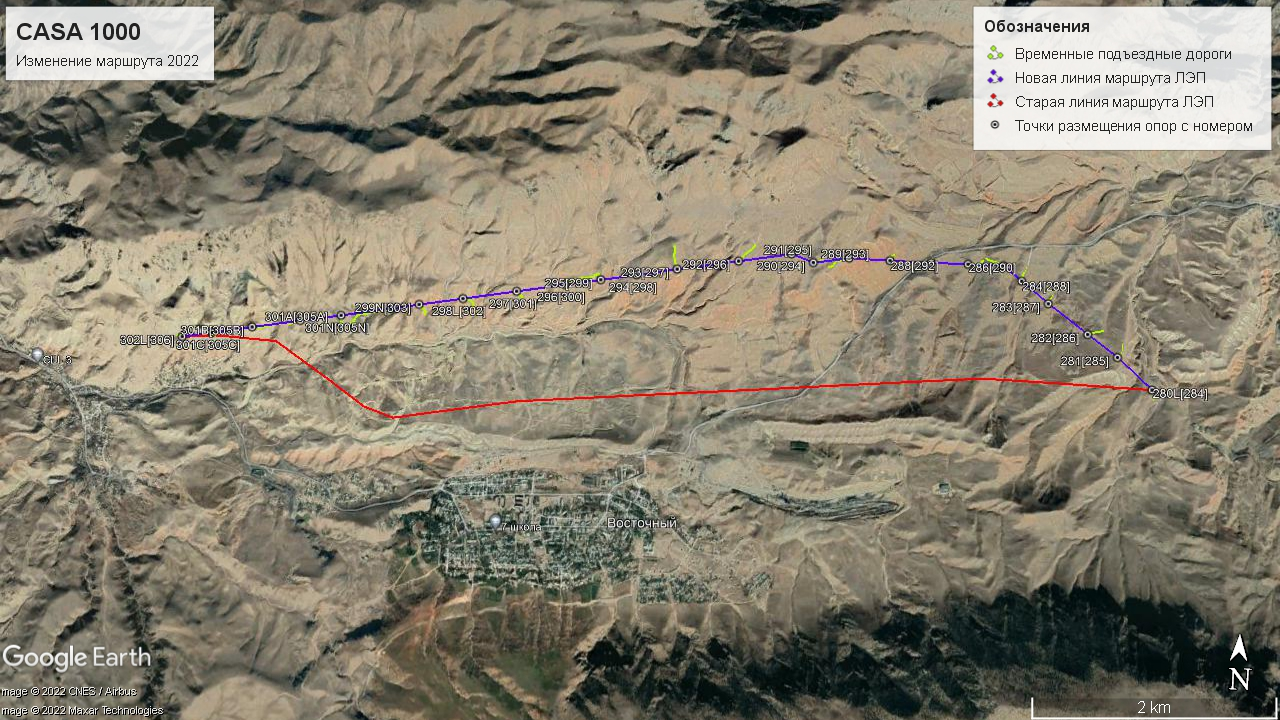 CASA 1000
Изменение маршрута 2022
Обозначения
Временные подъездные дороги
Новая линия маршрута ЛЭП
Старая линия маршрута ЛЭП
Точки размещения опор с номером
291[295]
289[293]
292[296]
290[294]
288[292]
286[290]
293[297]
295[299]
294[298]
284[288]
296[300]
297[301]
283[287]
299N[303]
298L[302]
301A[305A]
301N[305N]
301B[305B]
302L[306]
301C[305C]
282[286]
281[285]
280L[284]
7 школа
Восточный
Google Earth
mage © 2022 CNES / Airbus
mage © 2022 Maxar Technologies
N
2 km